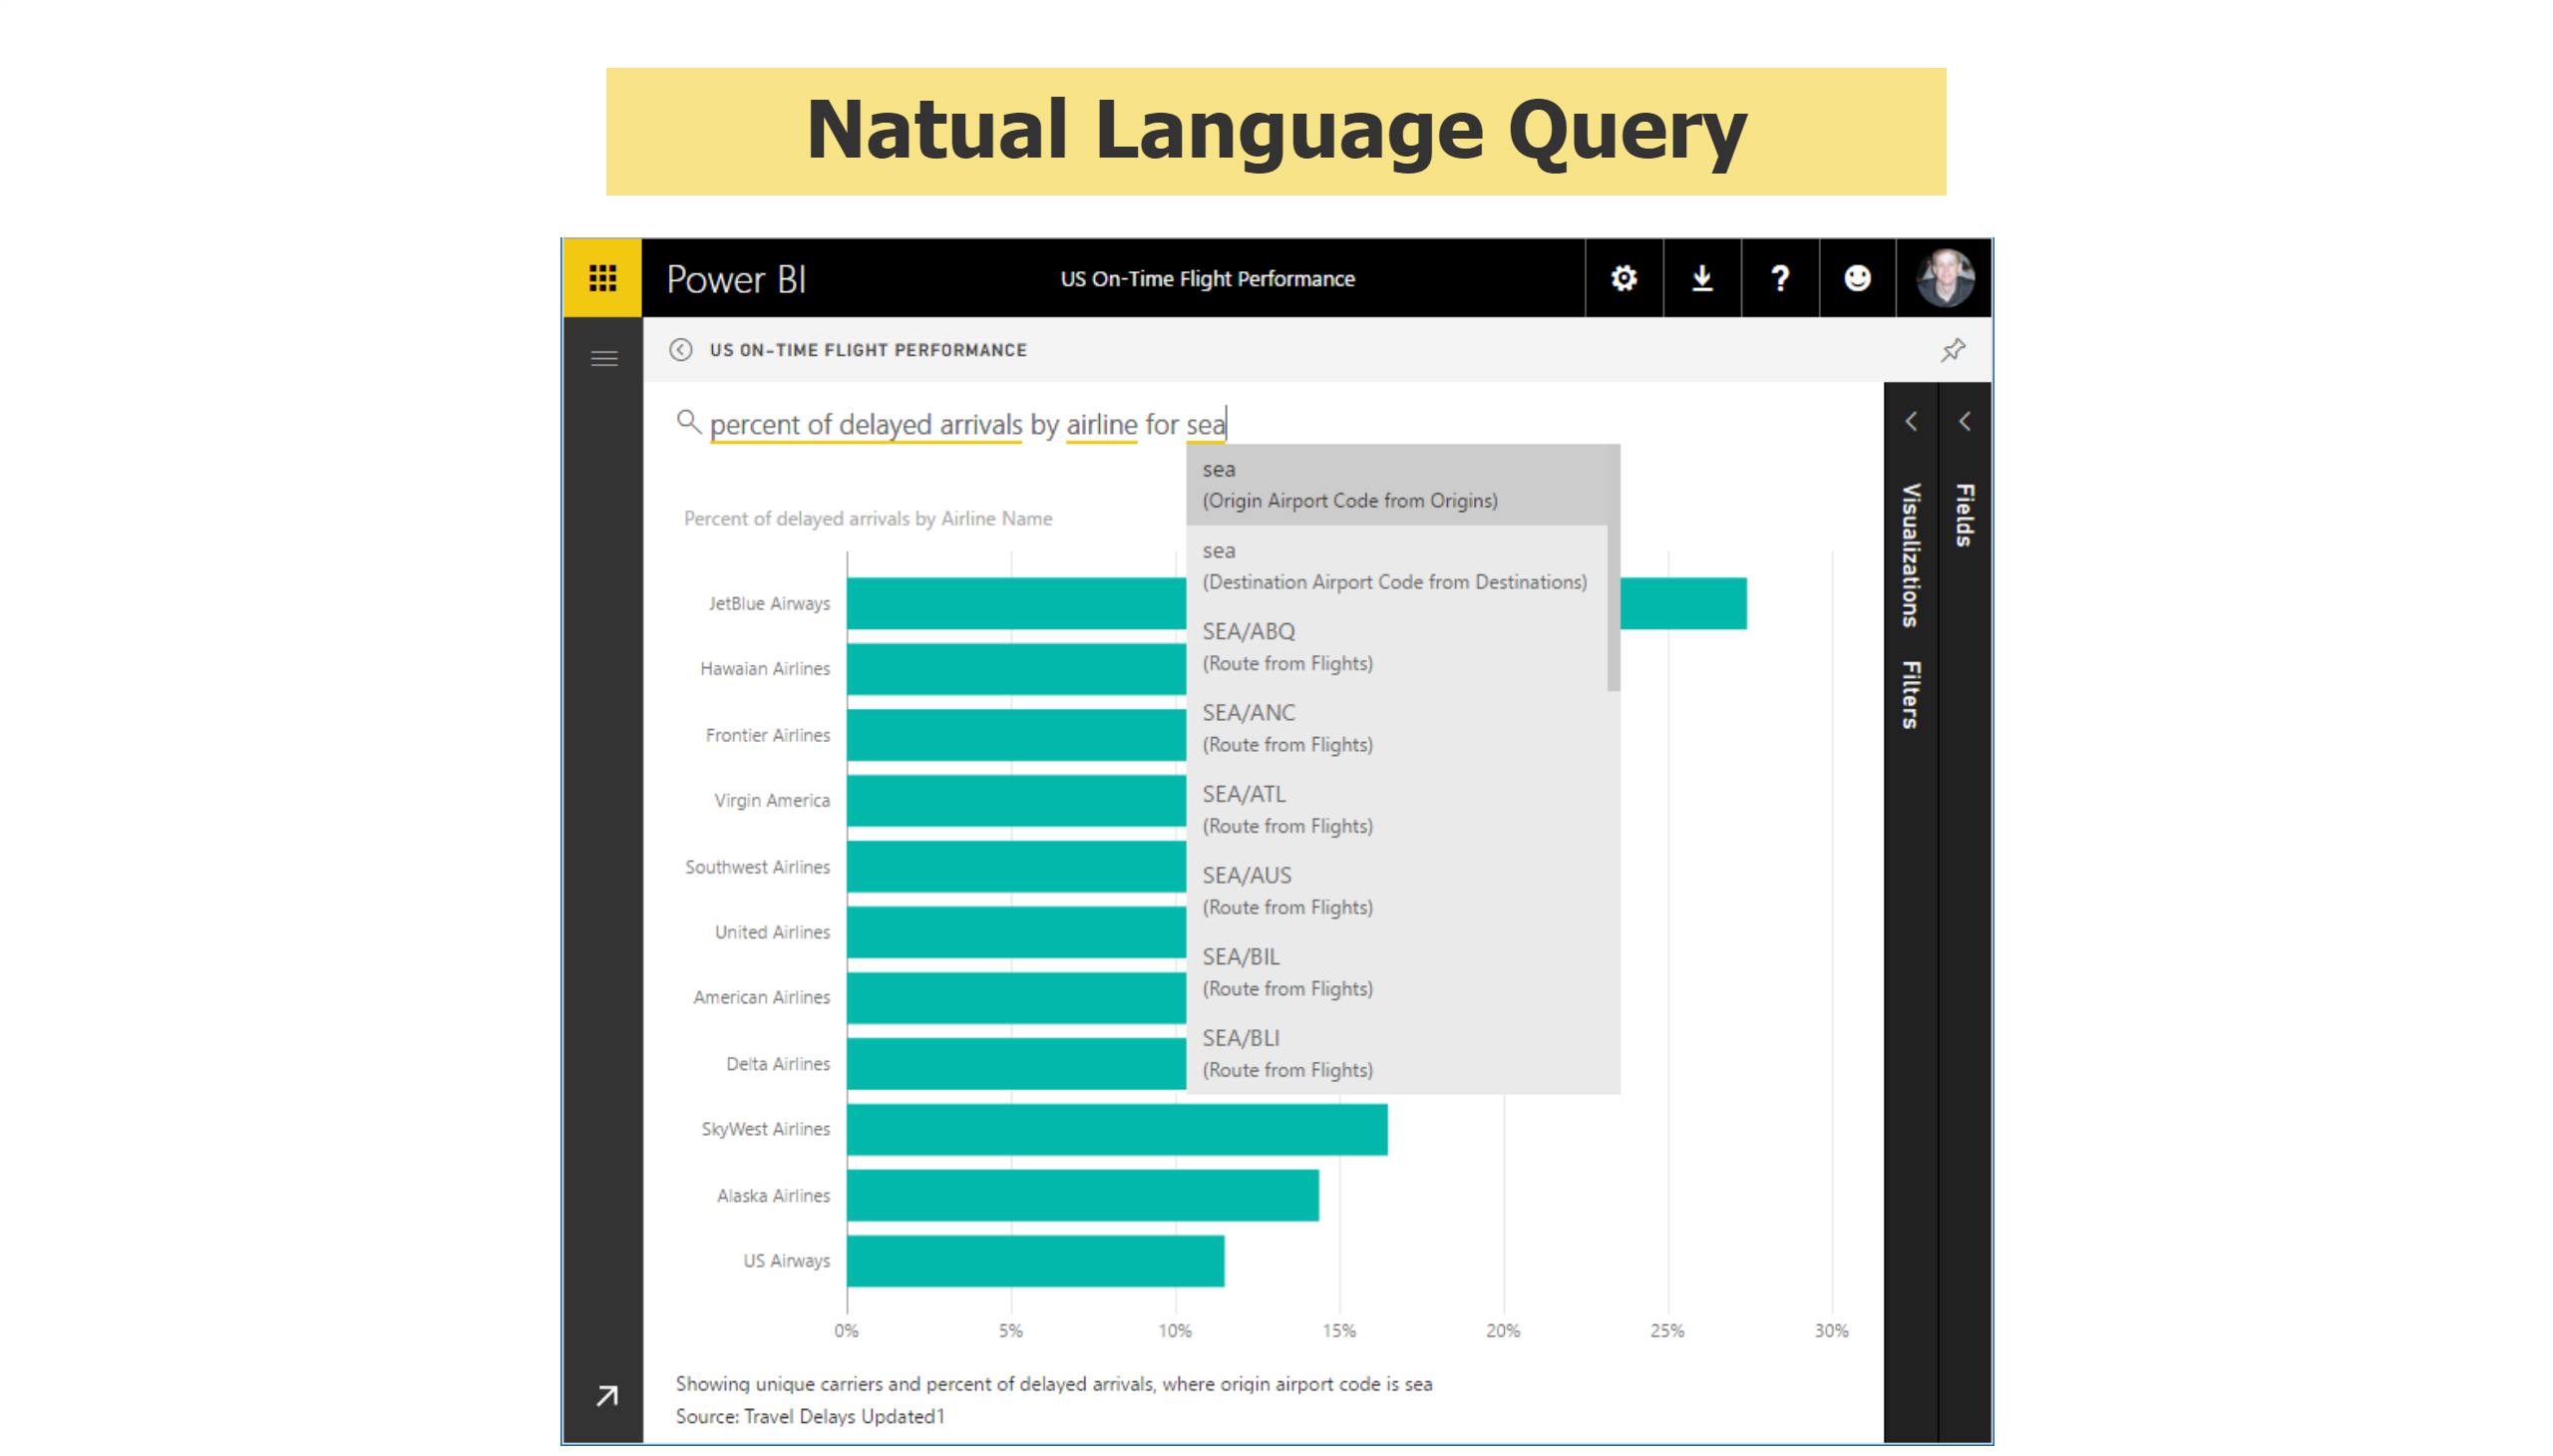 Natual Language Query
Power BI
US On-Time Flight Performance
?
US ON-TIME FLIGHT PERFORMANCE
percent of delayed arrivals by airline for sea
sea
(Origin Airport Code from Origins)
sea
(Destination Airport Code from Destinations)
SEA/ABQ
(Route from Flights)
SEA/ANC
(Route from Flights)
SEA/ATL
(Route from Flights)
SEA/AUS
(Route from Flights)
SEA/BIL
(Route from Flights)
SEA/BLI
(Route from Flights)
Visualizations
Filters
Fields
Percent of delayed arrivals by Airline Name
JetBlue Airways
Hawaian Airlines
Frontier Airlines
Virgin America
Southwest Airlines
United Airlines
American Airlines
Delta Airlines
SkyWest Airlines
Alaska Airlines
US Airways
0% 5% 10% 15% 20% 25% 30%
Showing unique carriers and percent of delayed arrivals, where origin airport code is sea
Source: Travel Delays Updated1